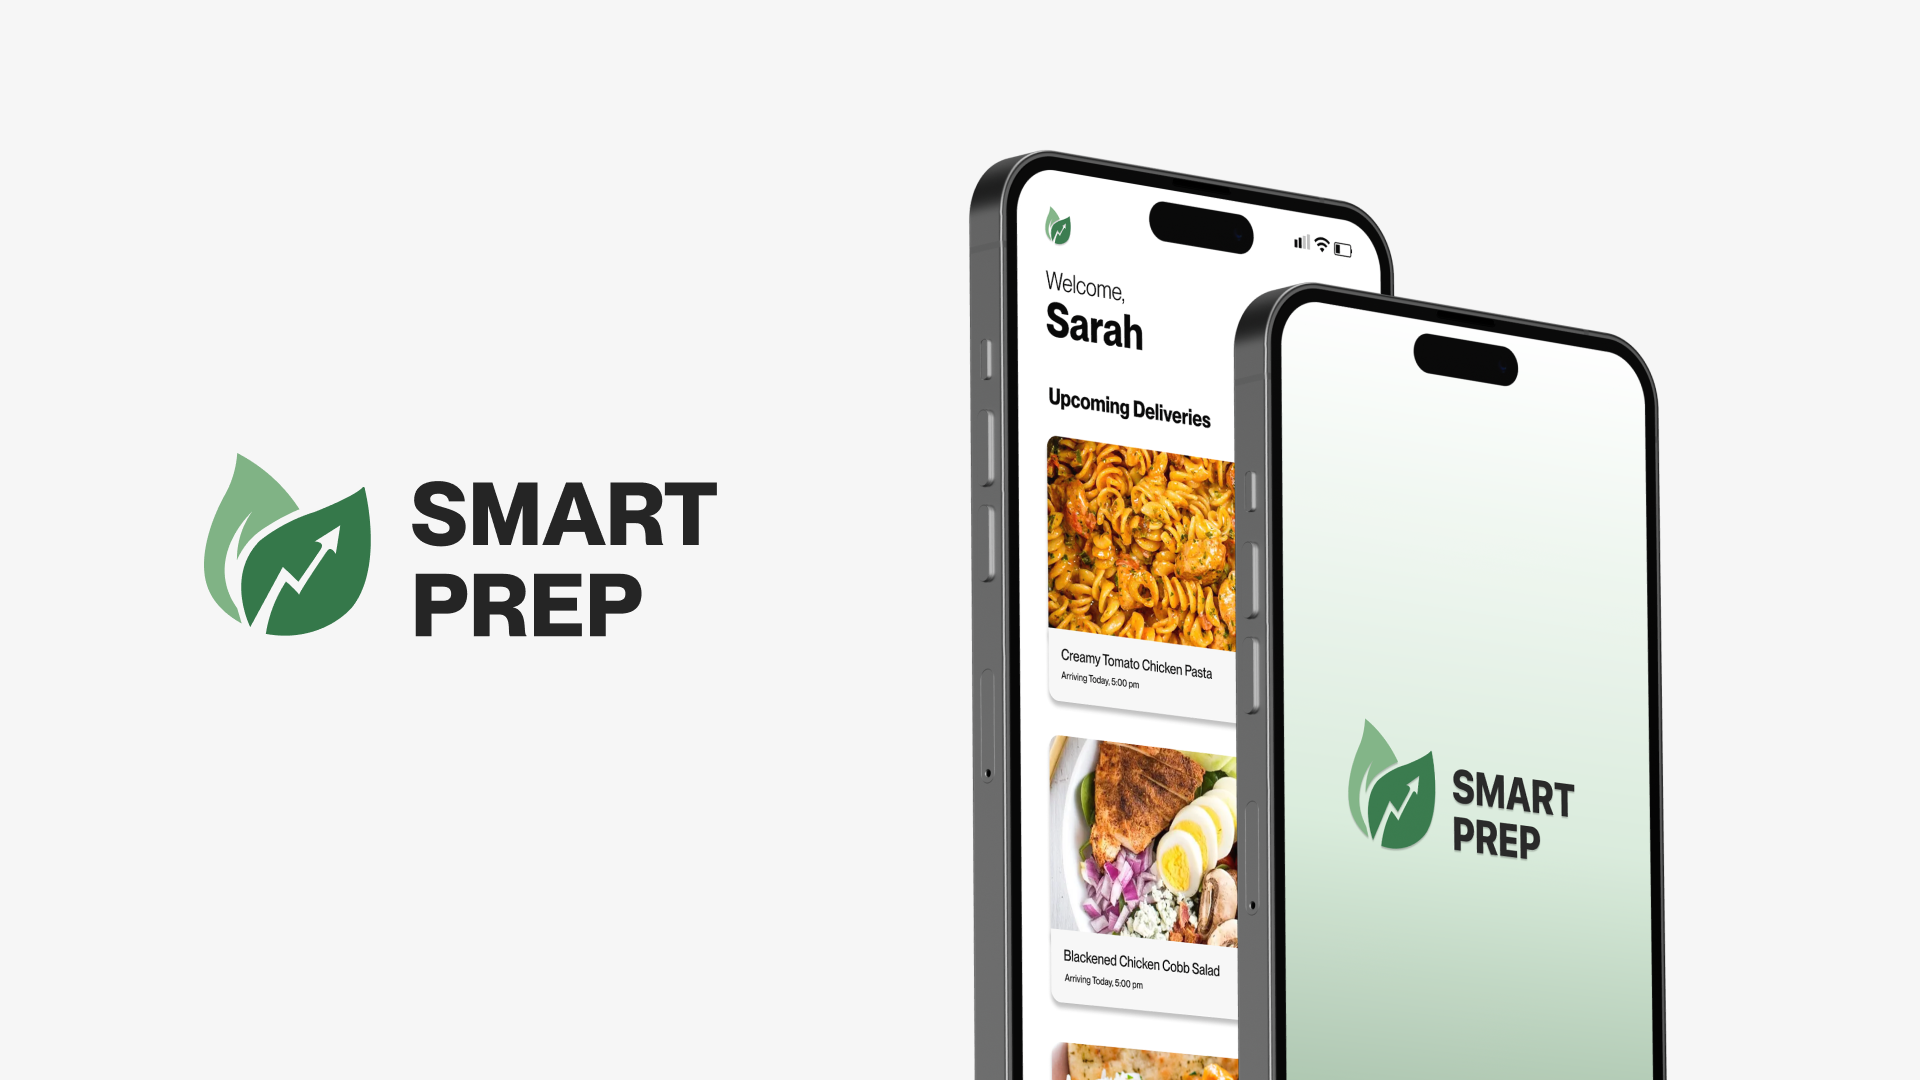 SMART
PREP
Welcome,
Sarah
Upcoming Deliveries
Creamy Tomato Chicken Pasta
Arriving Today, 5:00 pm
Blackened Chicken Cobb Salad
Arriving Today, 5:00 pm
SMART
PREP